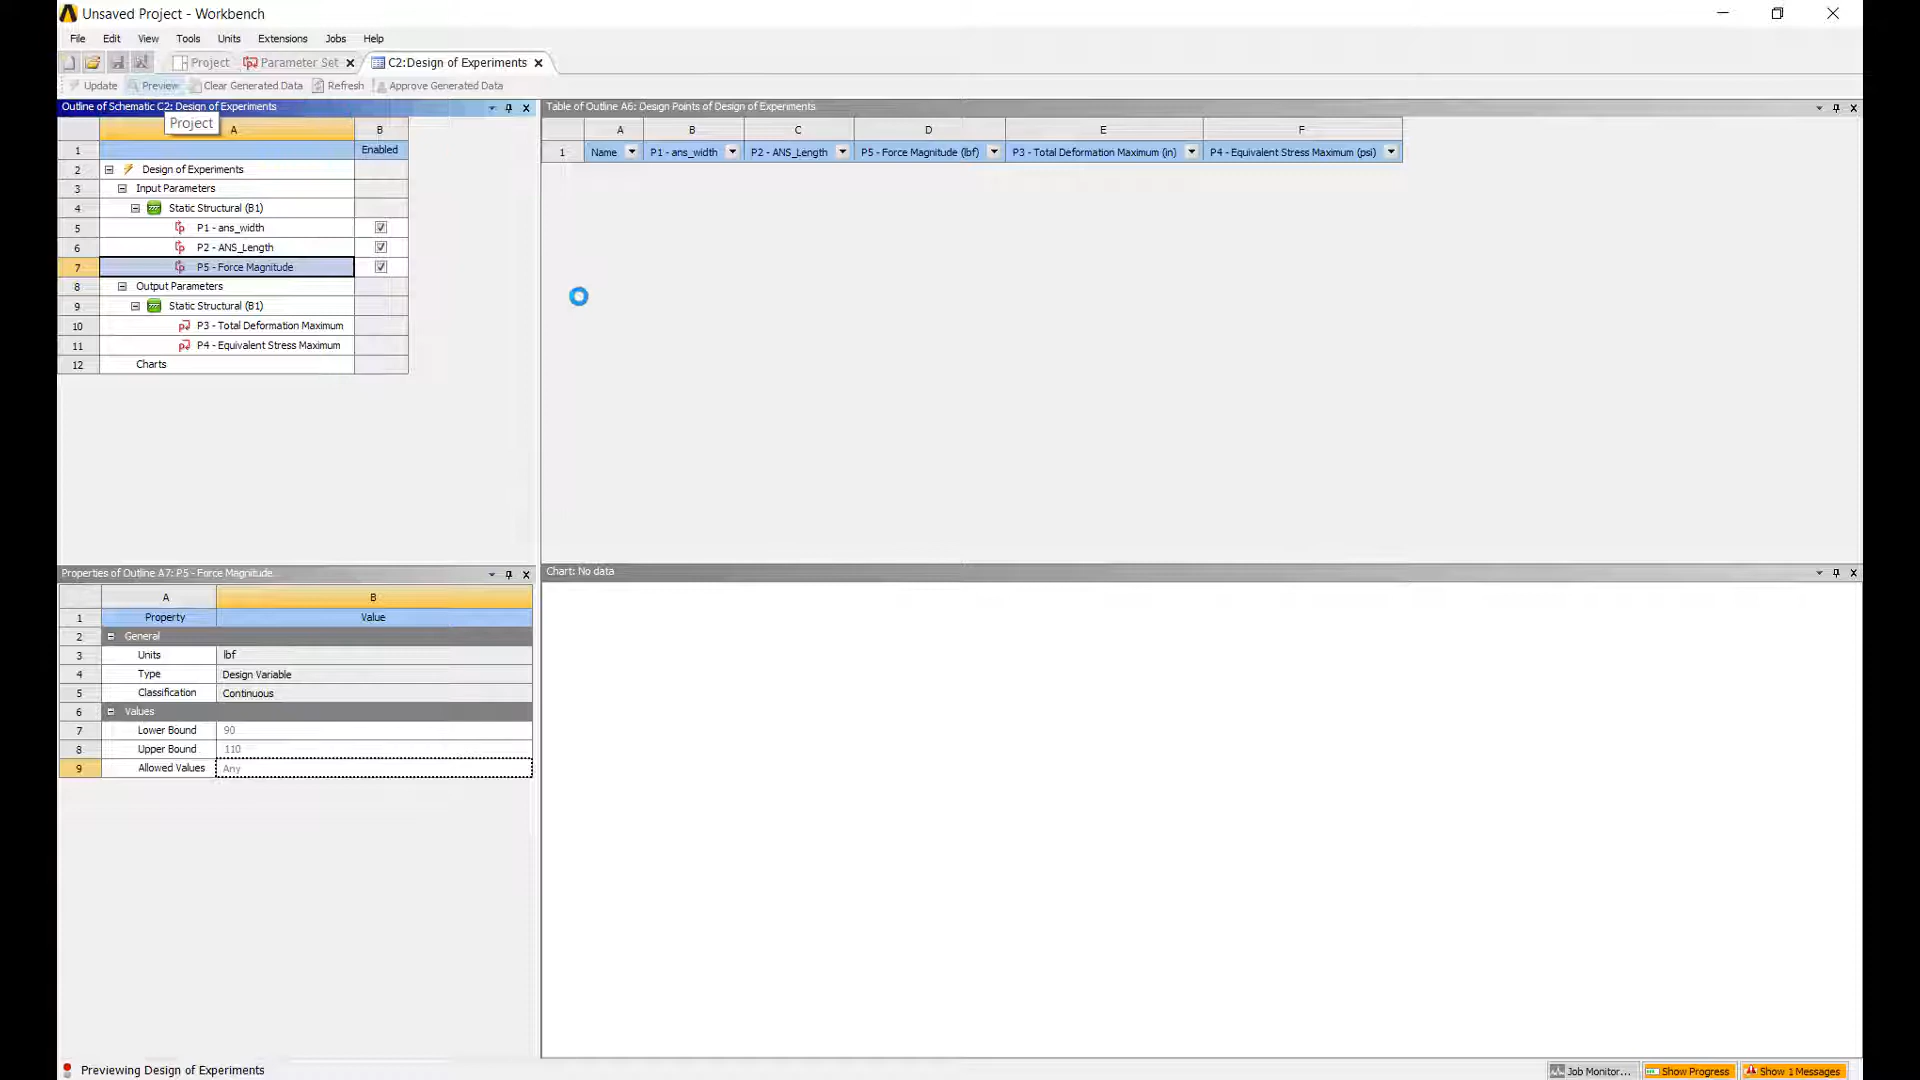 Unsaved Project - Workbench
File Edit View Units Tools Extensions Jobs Help
Project Parameter Set C2:Design of Experiments
Update Preview Clear Generated Data Refresh Approve Generated Data
Outline of Schematic C2: Design of Experiments
Project
A B
1 Enabled
2 Design of Experiments
3 Input Parameters
4 Static Structural (B1)
5 P1 - ans_width
6 P2 - ANS_Length
7 P5 - Force Magnitude
8 Output Parameters
9 Static Structural (B1)
10 P3 - Total Deformation Maximum
11 P4 - Equivalent Stress Maximum
12 Charts
Table of Outline A6: Design Points of Design of Experiments
A B C D E F
1 Name P1 - ans_width P2 - ANS_Length P5 - Force Magnitude (lbf) P3 - Total Deformation Maximum (in) P4 - Equivalent Stress Maximum (psi)
Properties of Outline A7: P5 - Force Magnitude
A B
1 Property Value
2 General
3 Units lbf
4 Type Design Variable
5 Classification Continuous
6 Values
7 Lower Bound 90
8 Upper Bound 110
9 Allowed Values Any
Chart: No data
Previewing Design of Experiments
Job Monitor... Show Progress Show 1 Messages